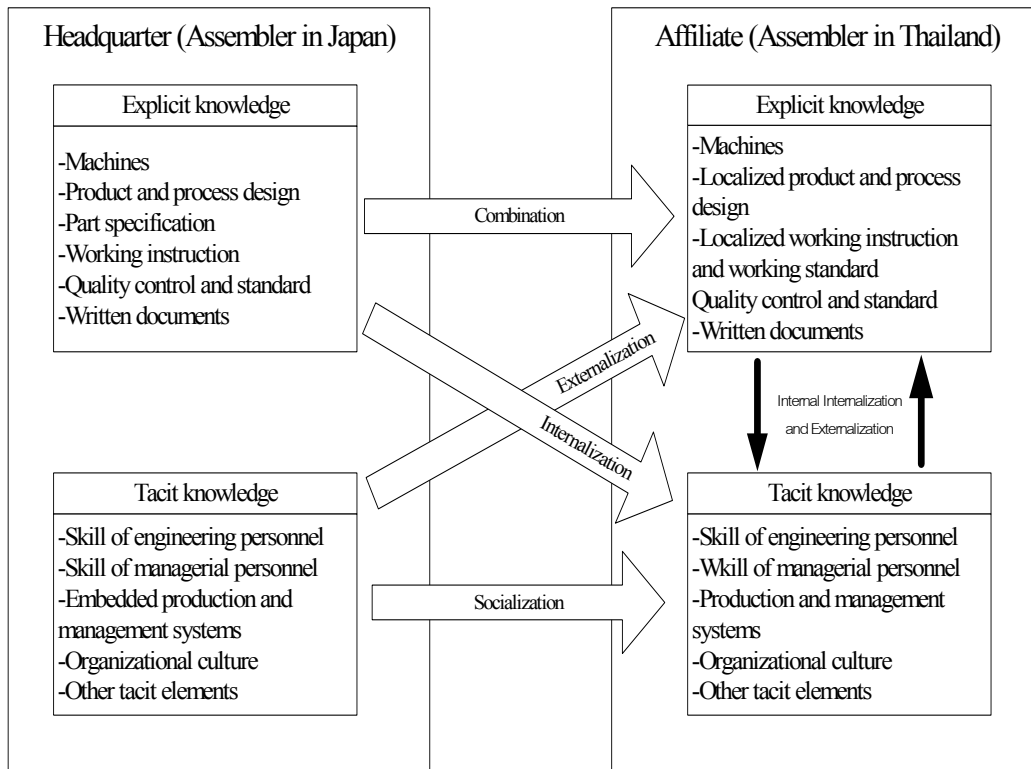 Headquarter (Assembler in Japan)
Explicit knowledge
-Machines
-Product and process design
-Part specification
-Working instruction
-Quality control and standard
-Written documents
Tacit knowledge
-Skill of engineering personnel
-Skill of managerial personnel
-Embedded production and
management systems
-Organizational culture
-Other tacit elements
Combination
Externalization
Internalization
Socialization
Affiliate (Assembler in Thailand)
Explicit knowledge
-Machines
-Localized product and process
design
-Localized working instruction
and working standard
Quality control and standard
-Written documents
Internal Internalization
and Externalization
Tacit knowledge
-Skill of engineering personnel
-Wkill of managerial personnel
-Production and management
systems
-Organizational culture
-Other tacit elements